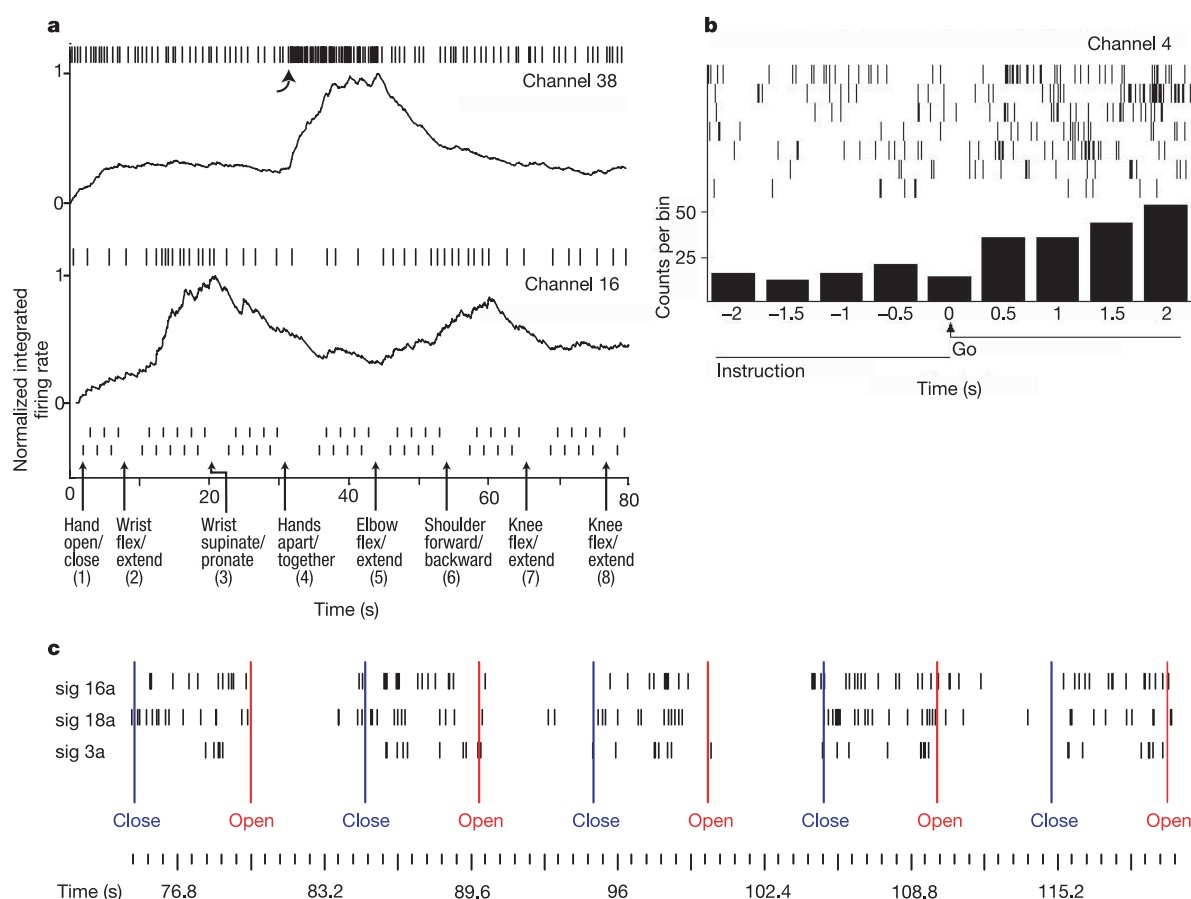 a
Channel 38
1
0
Channel 16
1
0
Normalized integrated
firing rate
0 20 40 60 80
Hand open/ close (1)
Wrist flex/ extend (2)
Wrist supinate/ pronate (3)
Hands apart/ together (4)
Elbow flex/ extend (5)
Shoulder forward/ backward (6)
Knee flex/ extend (7)
Knee flex/ extend (8)
Time (s)
b
Channel 4
Counts per bin
50
25
−2 −1.5 −1 −0.5 0 0.5 1 1.5 2
Go
Instruction
Time (s)
c
sig 16a
sig 18a
sig 3a
Close Open Close Open Close Open Close Open Close Open
Time (s) 76.8 83.2 89.6 96 102.4 108.8 115.2